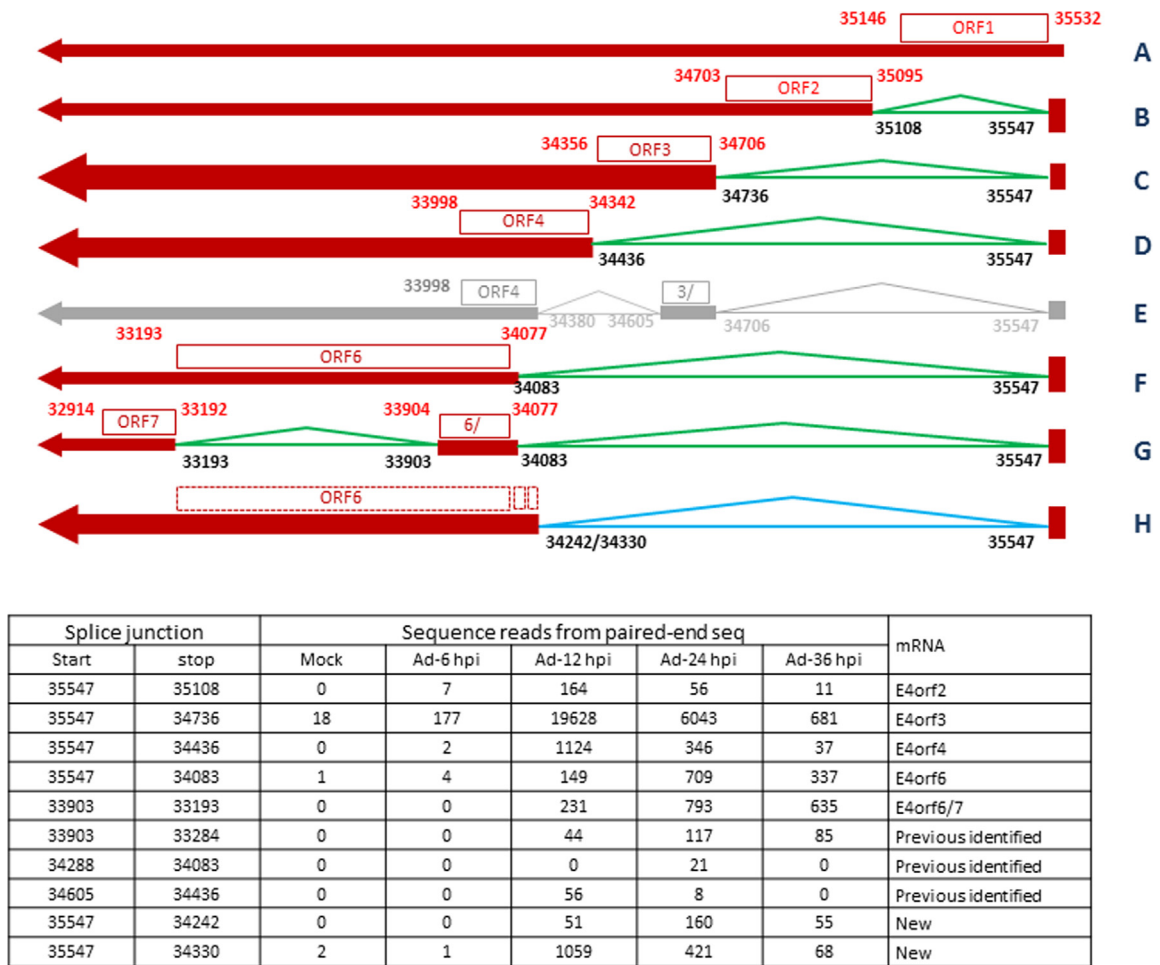 35146 ORF1 35532
A
34703 ORF2 35095
35108 35547 B
34356 ORF3 34706
34736 35547 C
33998 ORF4 34342
34436 35547 D
33998 ORF4 3/
34380 34605 34706 35547 E
33193 ORF6 34077
34083 35547 F
32914 ORF7 33192 33904 6/ 34077
33193 33903 34083 35547 G
ORF6
34242/34330 35547 H
Splice junction Sequence reads from paired-end seq mRNA
Start stop Mock Ad-6 hpi Ad-12 hpi Ad-24 hpi Ad-36 hpi
35547 35108 0 7 164 56 11 E4orf2
35547 34736 18 177 19628 6043 681 E4orf3
35547 34436 0 2 1124 346 37 E4orf4
35547 34083 1 4 149 709 337 E4orf6
33903 33193 0 0 231 793 635 E4orf6/7
33903 33284 0 0 44 117 85 Previous identified
34288 34083 0 0 0 21 0 Previous identified
34605 34436 0 0 56 8 0 Previous identified
35547 34242 0 0 51 160 55 New
35547 34330 2 1 1059 421 68 New